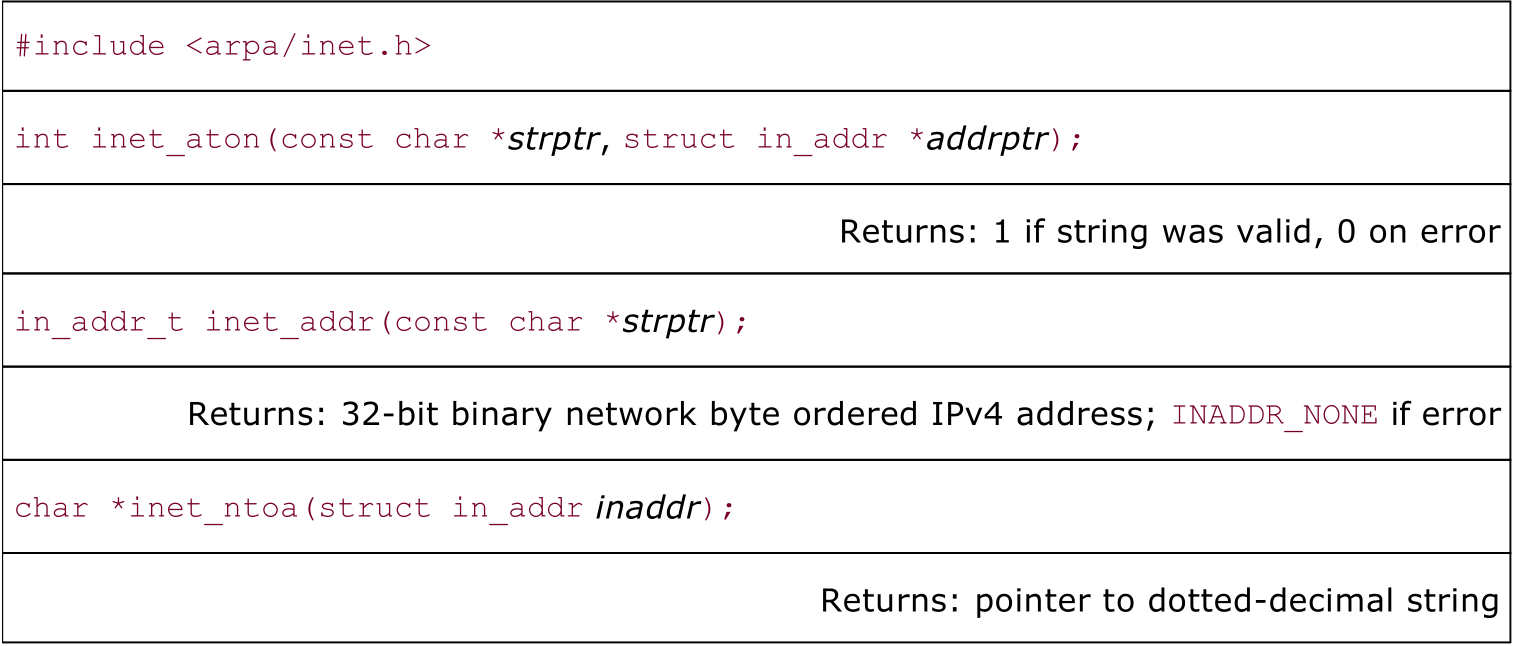 #include <arpa/inet.h>
int inet_aton(const char *strptr, struct in_addr *addrptr);
Returns: 1 if string was valid, 0 on error
in_addr_t inet_addr(const char *strptr);
Returns: 32-bit binary network byte ordered IPv4 address; INADDR_NONE if error
char *inet_ntoa(struct in_addr inaddr);
Returns: pointer to dotted-decimal string